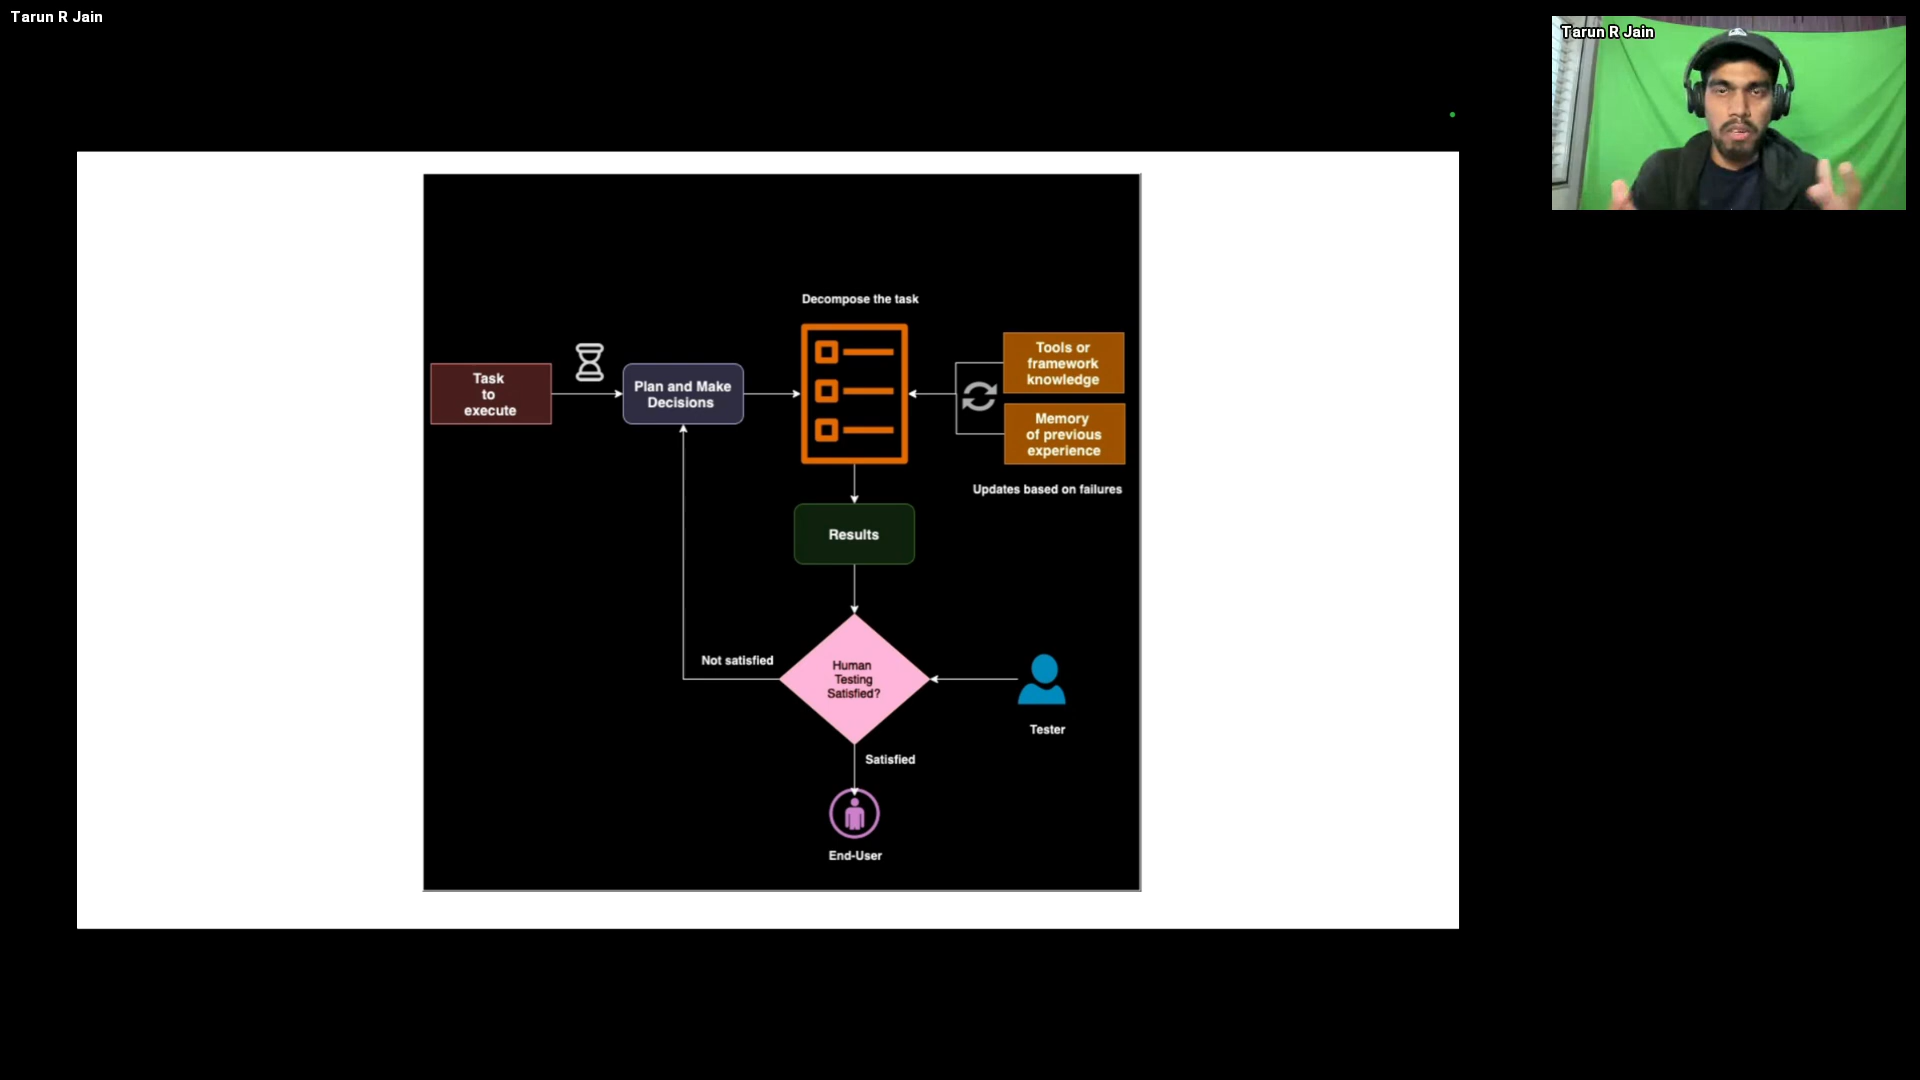 Tarun R Jain
Tarun R Jain
Decompose the task
Task
to
execute
Plan and Make
Decisions
Tools or
framework
knowledge
Memory
of previous
experience
Updates based on failures
Results
Not satisfied
Human
Testing
Satisfied?
Tester
Satisfied
End-User